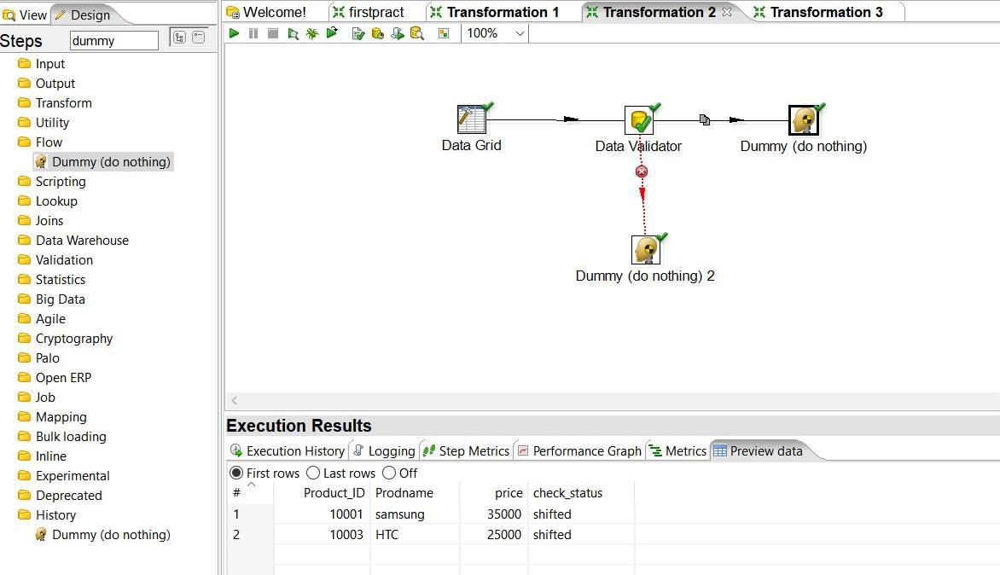 View Design
Welcome! firstpract Transformation 1 Transformation 2 Transformation 3
Steps dummy
100%
Input
Output
Transform
Utility
Flow
Dummy (do nothing)
Scripting
Lookup
Joins
Data Warehouse
Validation
Statistics
Big Data
Agile
Cryptography
Palo
Open ERP
Job
Mapping
Bulk loading
Inline
Experimental
Deprecated
History
Dummy (do nothing)
Data Grid Data Validator Dummy (do nothing)
Dummy (do nothing) 2
Execution Results
Execution History Logging Step Metrics Performance Graph Metrics Preview data
First rows Last rows Off
# Product_ID Prodname price check_status
1 10001 samsung 35000 shifted
2 10003 HTC 25000 shifted